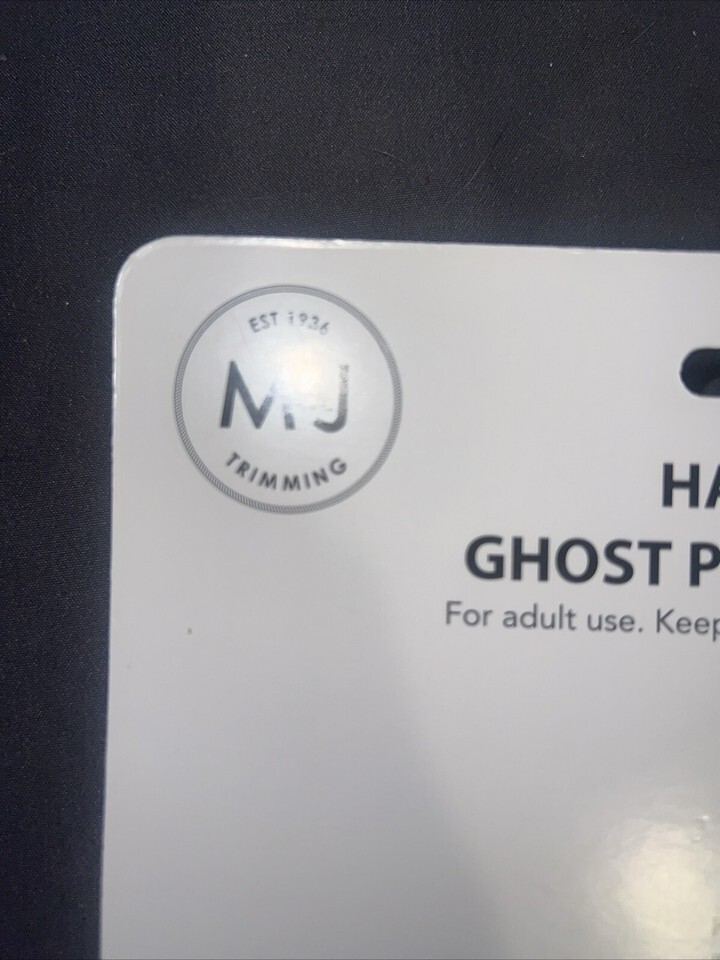 EST 1936
MJ
TRIMMING
HA
GHOST P
For adult use. Keep